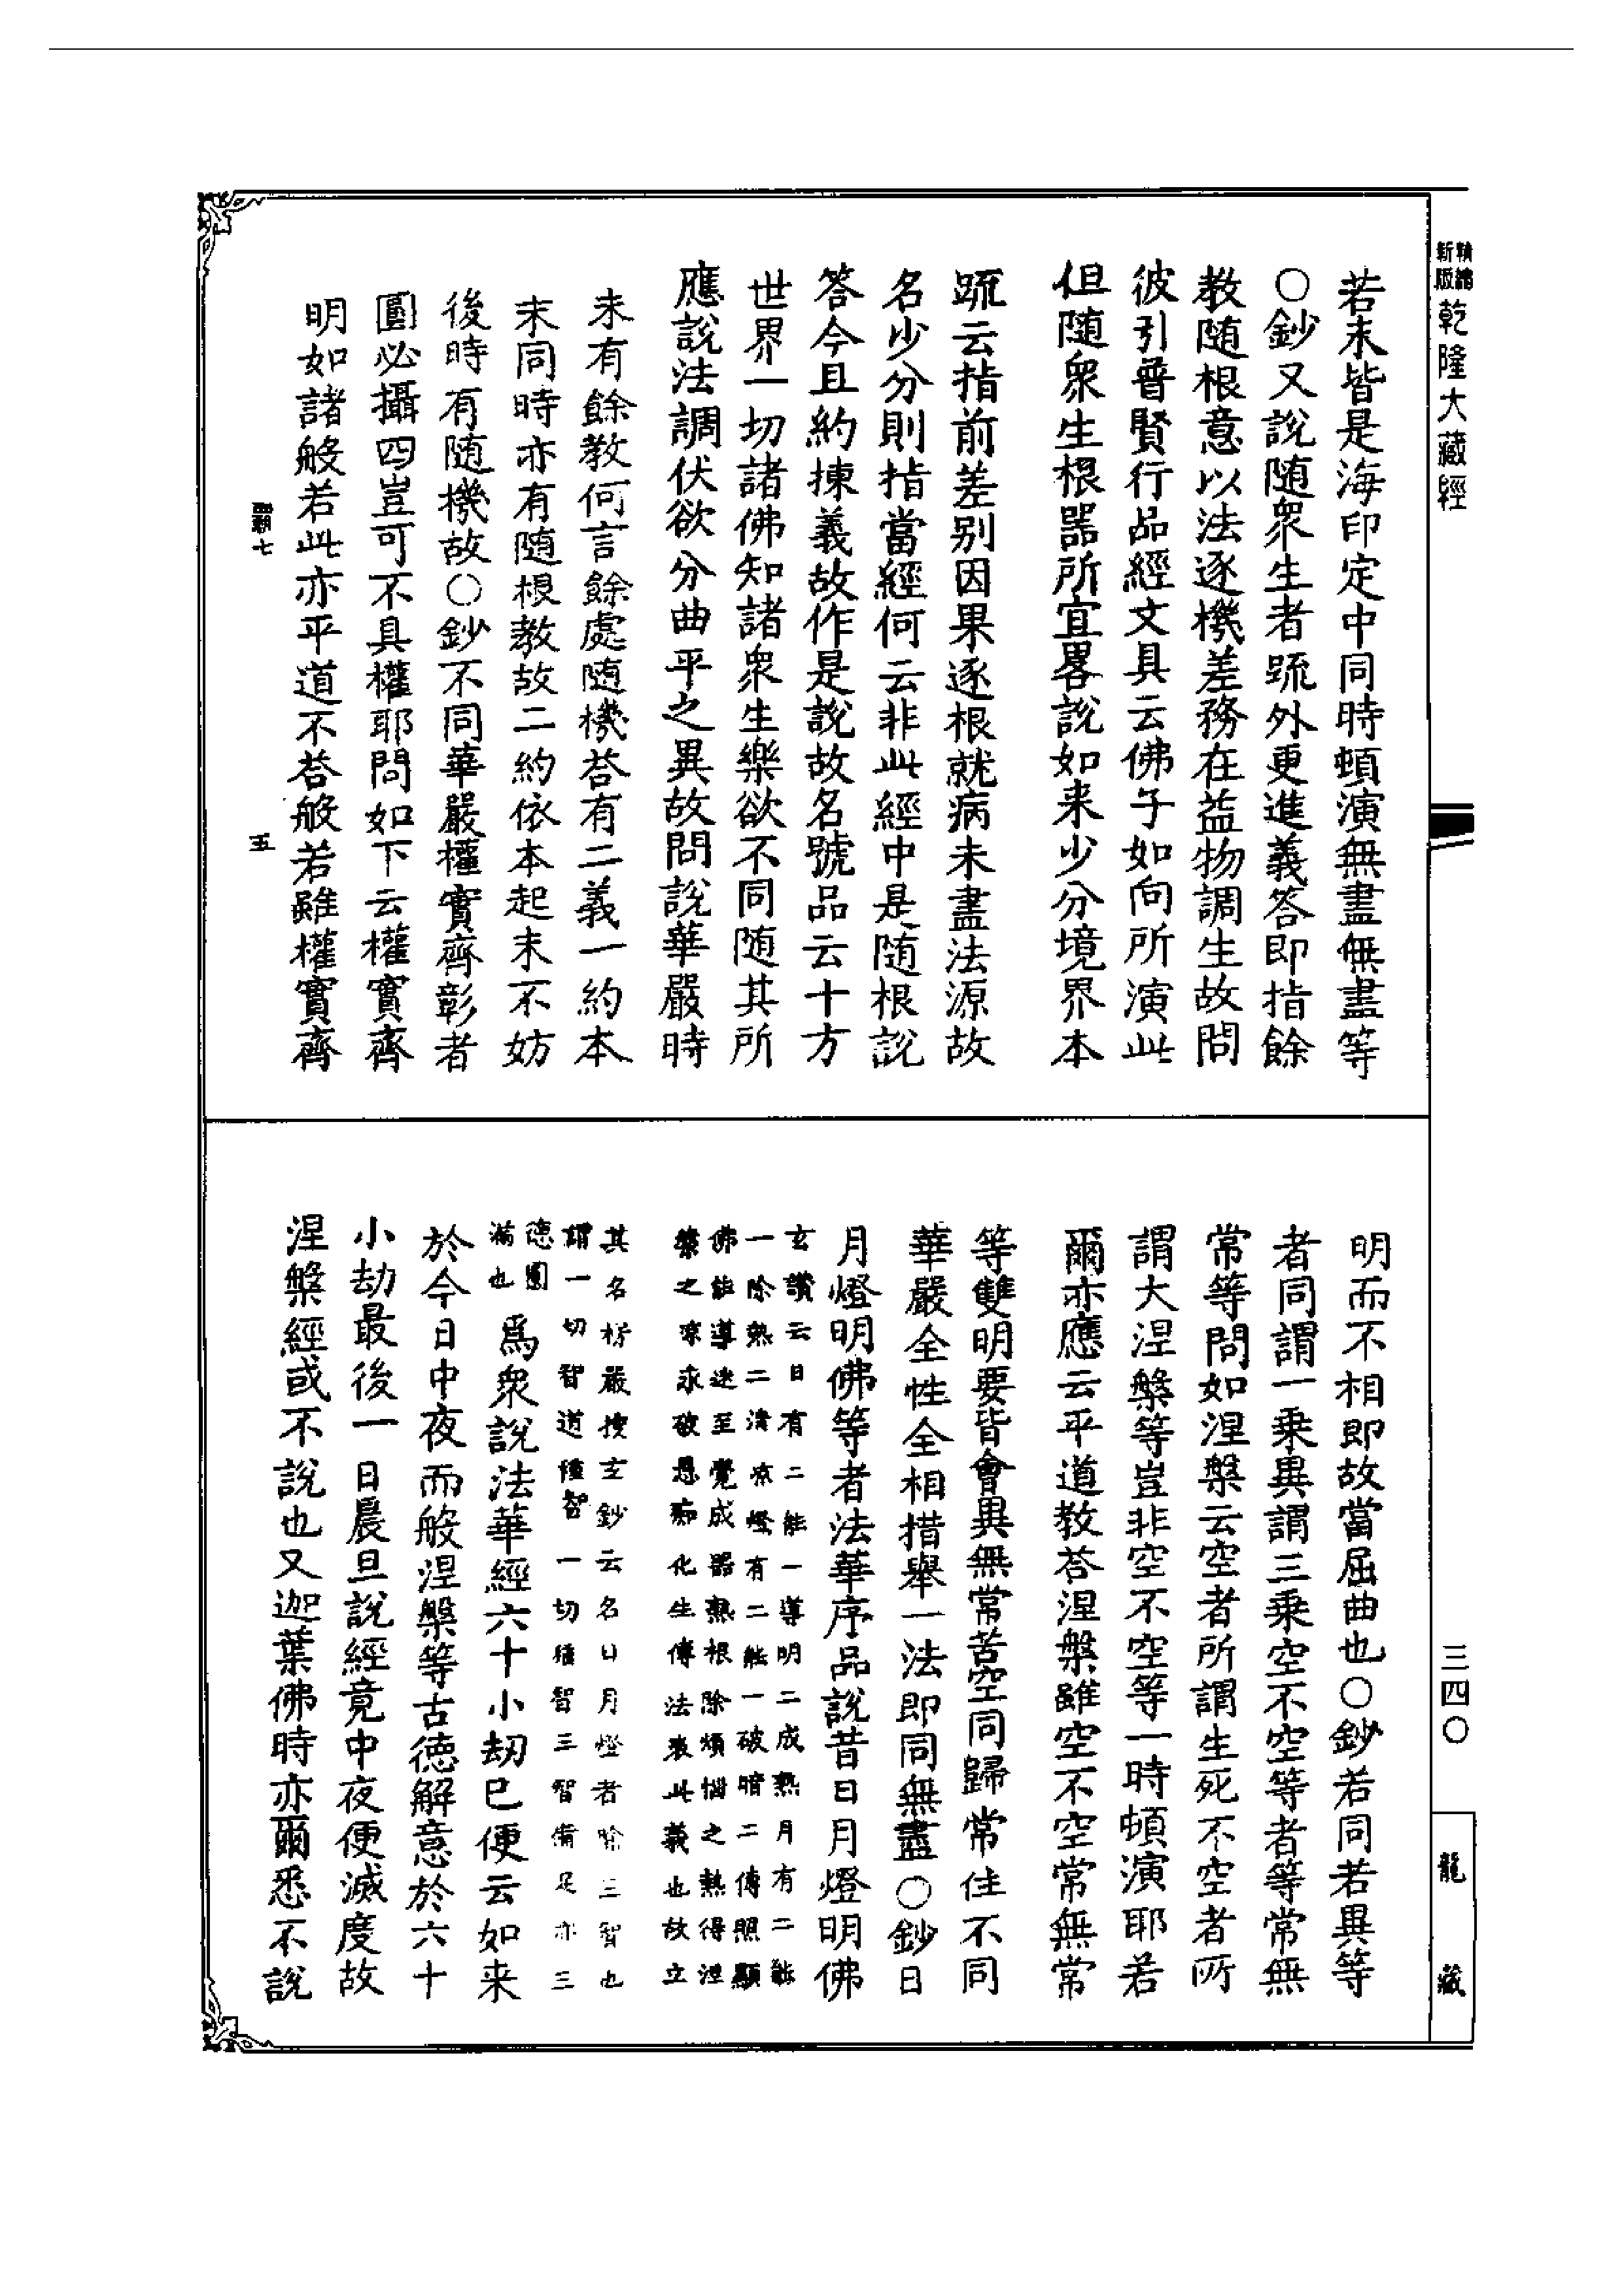 精編
新版
乾隆大藏經
若末皆是海印定中同時頓演無盡無盡等
○鈔又說随衆生者䟽外更進義答即指餘
教随根意以法逐機差務在益物調生故問
彼引普賢行品經文具云佛子如向所演此
但随衆生根器所宜畧說如来少分境界本
䟽云指前差别因果逐根就病未盡法源故
名少分則指當經何云非此經中是随根說
答今且約揀義故作是說故名號品云十方
世界一切諸佛知諸衆生樂欲不同随其所
應說法調伏欲分曲平之異故問說華嚴時
未有餘教何言餘處随機荅有二義一約本
末同時亦有随根教故二約依本起末不妨
後時有随機故○鈔不同華嚴權實齊彰者
圓必攝四豈可不具權耶問如下云權實齊
明如諸般若此亦平道不荅般若雖權實齊
七
五
三四〇
龍藏
明而不相即故當屈曲也○鈔若同若異等
者同謂一乗異謂三乗空不空等者等常無
常等問如涅槃云空者所謂生死不空者所
謂大涅槃等豈非空不空等一時頓演耶若
爾亦應云平道教荅涅槃雖空不空常無常
等雙明要皆會異無常苦空同歸常住不同
華嚴全性全相措舉一法即同無盡○鈔日
月燈明佛等者法華序品說昔日月燈明佛
玄讚云日有二能一導明二成熟月有二能
一除熱二清凉燈有二能一破暗二傳照顯
佛能導迷至覺成器熟根除煩惱之熱得涅
槃之凉永破愚痴化生傳法表此義也故立
其名楞嚴搜玄鈔云名日月燈者喻三智也
謂一切智道種智一切種智三智備足亦三
德圓
滿也
為衆說法華經六十小劫已便云如来
於今日中夜而般涅槃等古德解意於六十
小劫最後一日晨旦說經竟中夜便滅度故
涅槃經或不說也又迦葉佛時亦爾悉不說